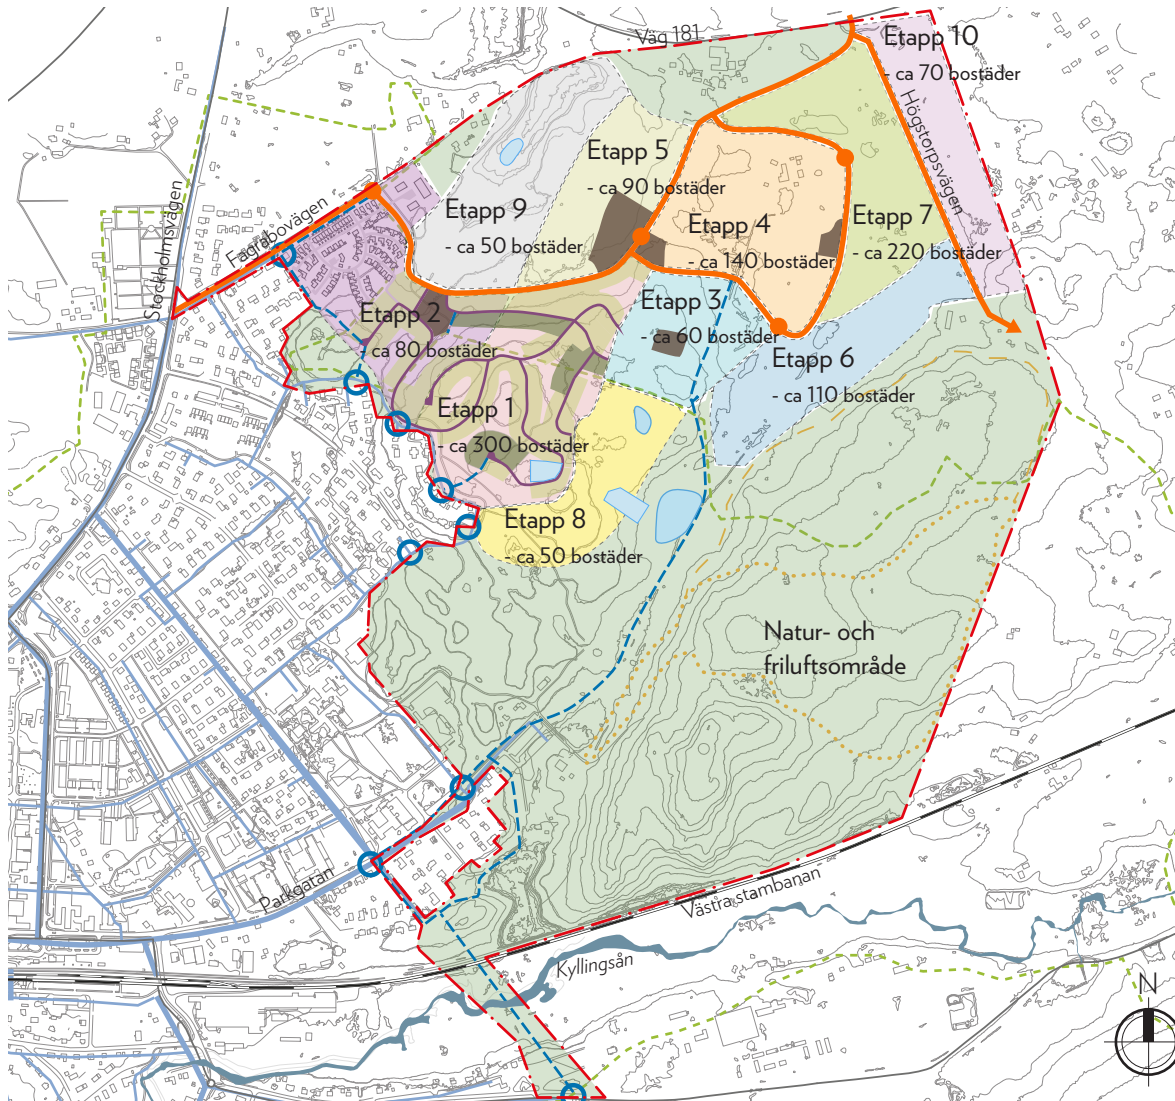 Väg 181
Etapp 10
- ca 70 bostäder
Högstorpsvägen
Etapp 5
- ca 90 bostäder
Stockholmsvägen
Fagrabovägen
Etapp 9
- ca 50 bostäder
Etapp 4
- ca 140 bostäder
Etapp 7
- ca 220 bostäder
Etapp 2
ca 80 bostäder
Etapp 3
- ca 60 bostäder
Etapp 6
- ca 110 bostäder
Etapp 1
- ca 300 bostäder
Etapp 8
- ca 50 bostäder
Natur- och
friluftsområde
Parkgatan
Västra stambanan
Kyllingsån
N